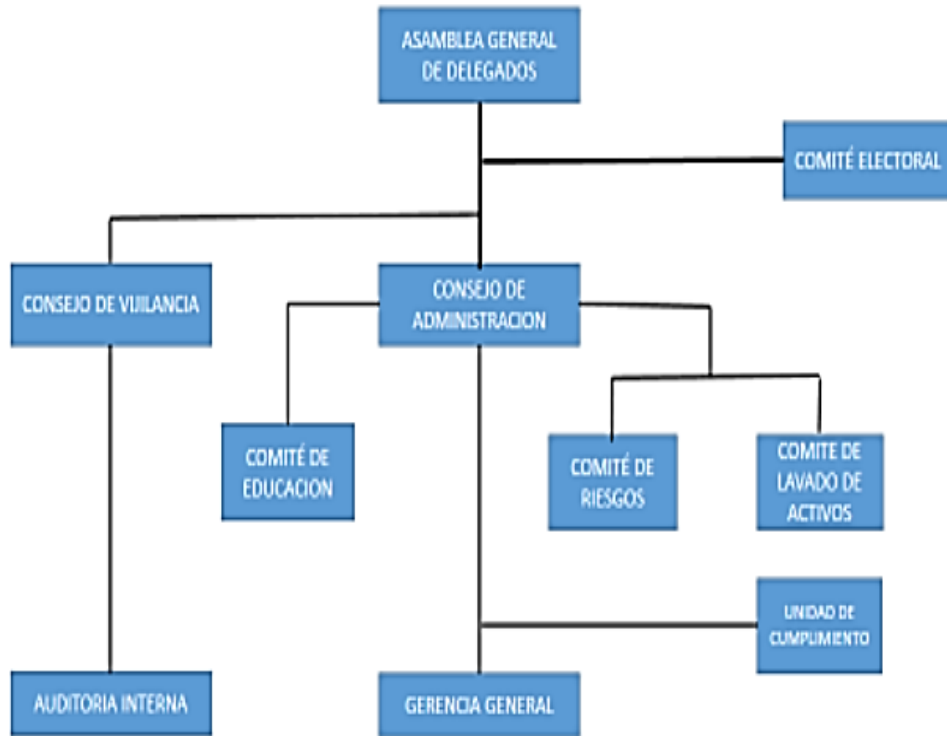 ASAMBLEA GENERAL
DE DELEGADOS
COMITÉ ELECTORAL
CONSEJO DE VIJILANCIA
CONSEJO DE
ADMINISTRACION
COMITÉ DE
EDUCACION
COMITÉ DE
RIESGOS
COMITE DE
LAVADO DE
ACTIVOS
UNIDAD DE
CUMPLIMIENTO
AUDITORIA INTERNA
GERENCIA GENERAL